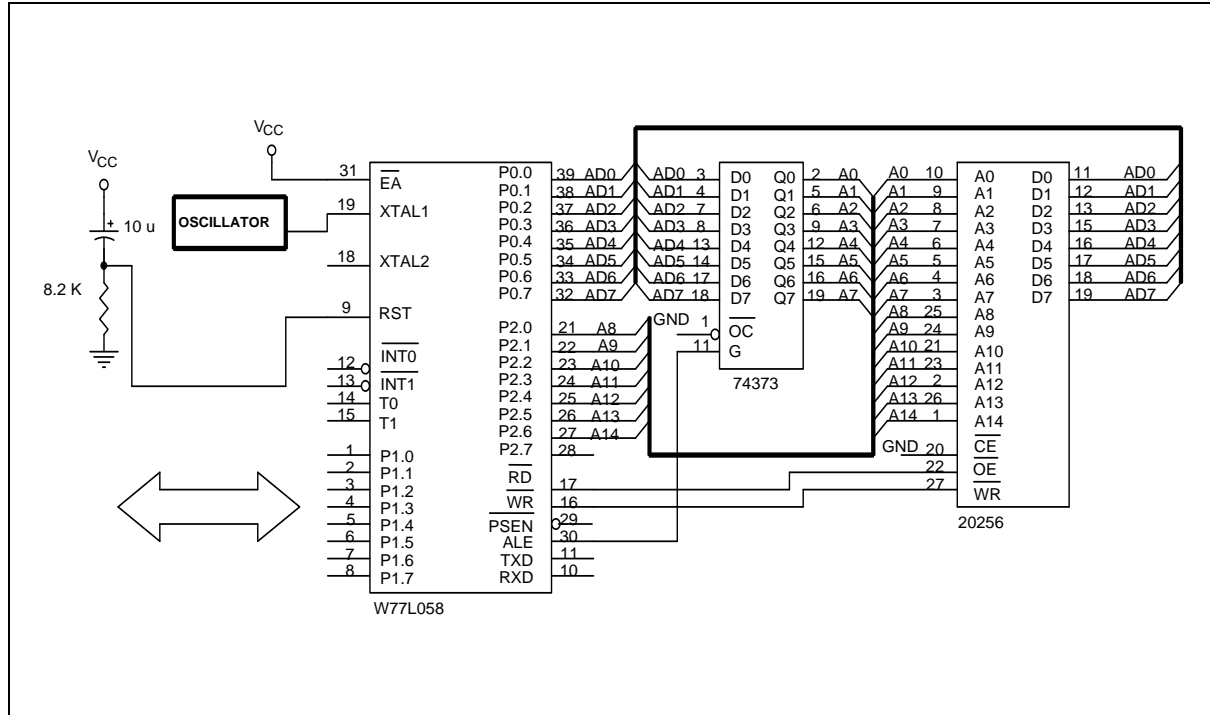 VCC
VCC
10 u
8.2 K
OSCILLATOR
31 EA
19 XTAL1
18 XTAL2
9 RST
12 INT0
13 INT1
14 T0
15 T1
1 P1.0
2 P1.1
3 P1.2
4 P1.3
5 P1.4
6 P1.5
7 P1.6
8 P1.7
P0.0 39 AD0
P0.1 38 AD1
P0.2 37 AD2
P0.3 36 AD3
P0.4 35 AD4
P0.5 34 AD5
P0.6 33 AD6
P0.7 32 AD7
P2.0 21 A8
P2.1 22 A9
P2.2 23 A10
P2.3 24 A11
P2.4 25 A12
P2.5 26 A13
P2.6 27 A14
P2.7 28
RD 17
WR 16
PSEN 29
ALE 30
TXD 11
RXD 10
W77L058
AD0 3 D0 Q0 2 A0
AD1 4 D1 Q1 5 A1
AD2 7 D2 Q2 6 A2
AD3 8 D3 Q3 9 A3
AD4 13 D4 Q4 12 A4
AD5 14 D5 Q5 15 A5
AD6 17 D6 Q6 16 A6
AD7 18 D7 Q7 19 A7
GND 1 OC
11 G
74373
A0 10 A0 D0 11 AD0
A1 9 A1 D1 12 AD1
A2 8 A2 D2 13 AD2
A3 7 A3 D3 15 AD3
A4 6 A4 D4 16 AD4
A5 5 A5 D5 17 AD5
A6 4 A6 D6 18 AD6
A7 3 A7 D7 19 AD7
A8 25 A8
A9 24 A9
A10 21 A10
A11 23 A11
A12 2 A12
A13 26 A13
A14 1 A14
GND 20 CE
22 OE
27 WR
20256